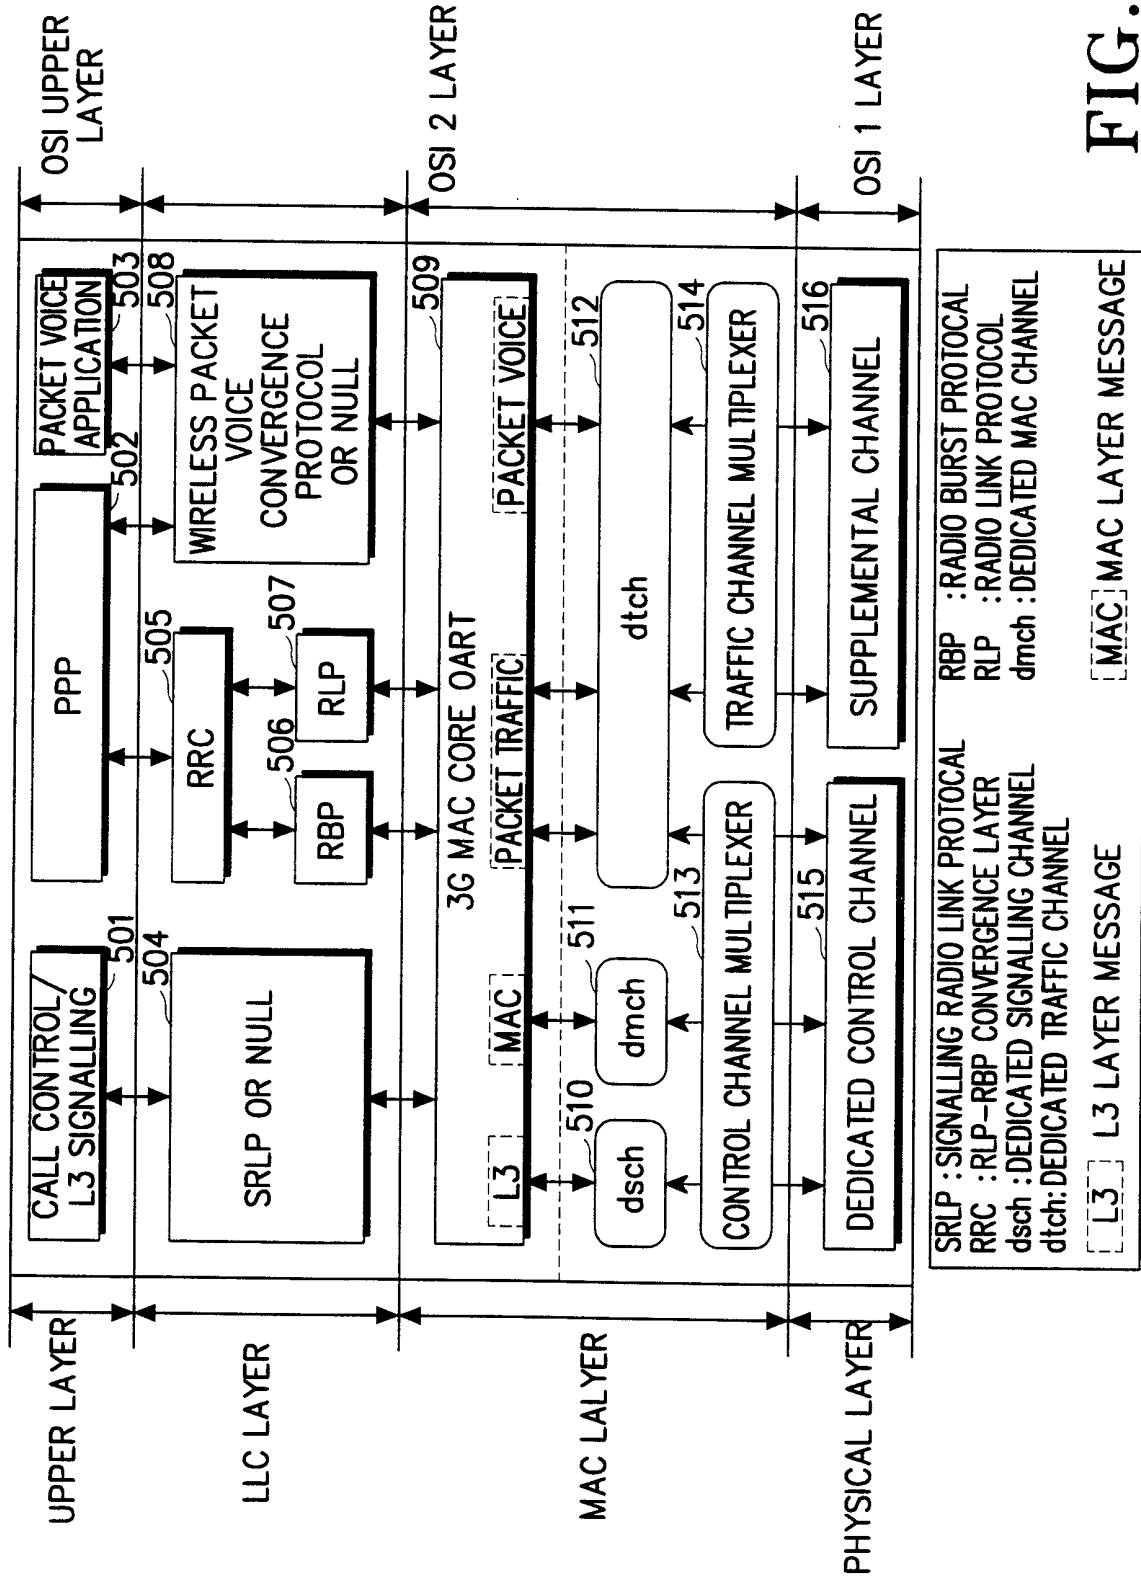 UPPER LAYER
LLC LAYER
MAC LALYER
PHYSICAL LAYER
OSI UPPER
LAYER
OSI 2 LAYER
OSI 1 LAYER
CALL CONTROL/
L3 SIGNALLING
501
PPP
502
PACKET VOICE
APPLICATION
503
504
SRLP OR NULL
505
RRC
506
RBP
507
RLP
508
WIRELESS PACKET
VOICE
CONVERGENCE
PROTOCOL
OR NULL
509
3G MAC CORE OART
L3
MAC
PACKET TRAFFIC
PACKET VOICE
510
dsch
511
dmch
512
dtch
513
CONTROL CHANNEL MULTIPLEXER
514
TRAFFIC CHANNEL MULTIPLEXER
515
DEDICATED CONTROL CHANNEL
516
SUPPLEMENTAL CHANNEL
SRLP : SIGNALLING RADIO LINK PROTOCAL
RRC : RLP-RBP CONVERGENCE LAYER
dsch : DEDICATED SIGNALLING CHANNEL
dtch: DEDICATED TRAFFIC CHANNEL
RBP :RADIO BURST PROTOCAL
RLP :RADIO LINK PROTOCOL
dmch :DEDICATED MAC CHANNEL
L3 L3 LAYER MESSAGE
MAC MAC LAYER MESSAGE
FIG.